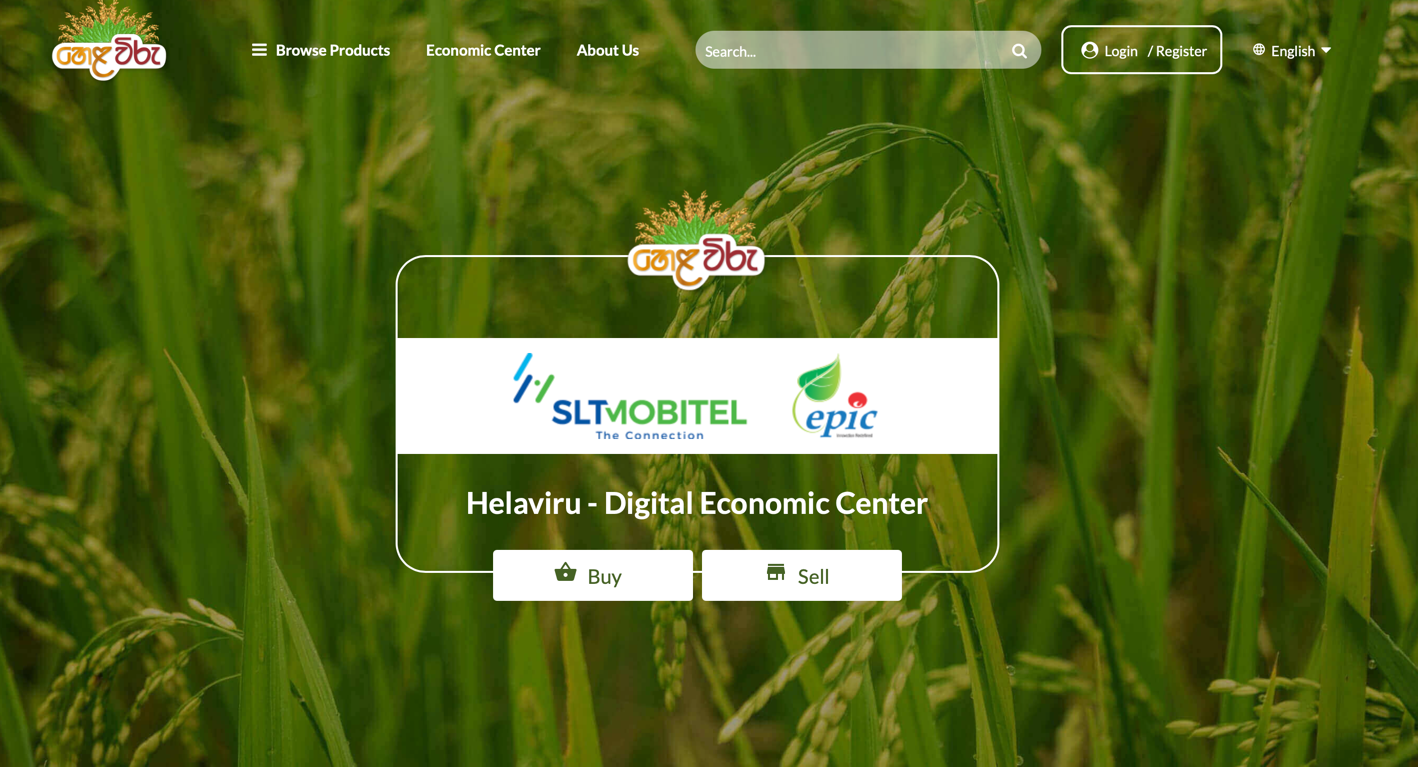 හෙළ විරු
Browse Products
Economic Center
About Us
Search...
Login / Register
English
හෙළ විරු
SLTMOBITEL
The Connection
epic
Helaviru - Digital Economic Center
Buy
Sell